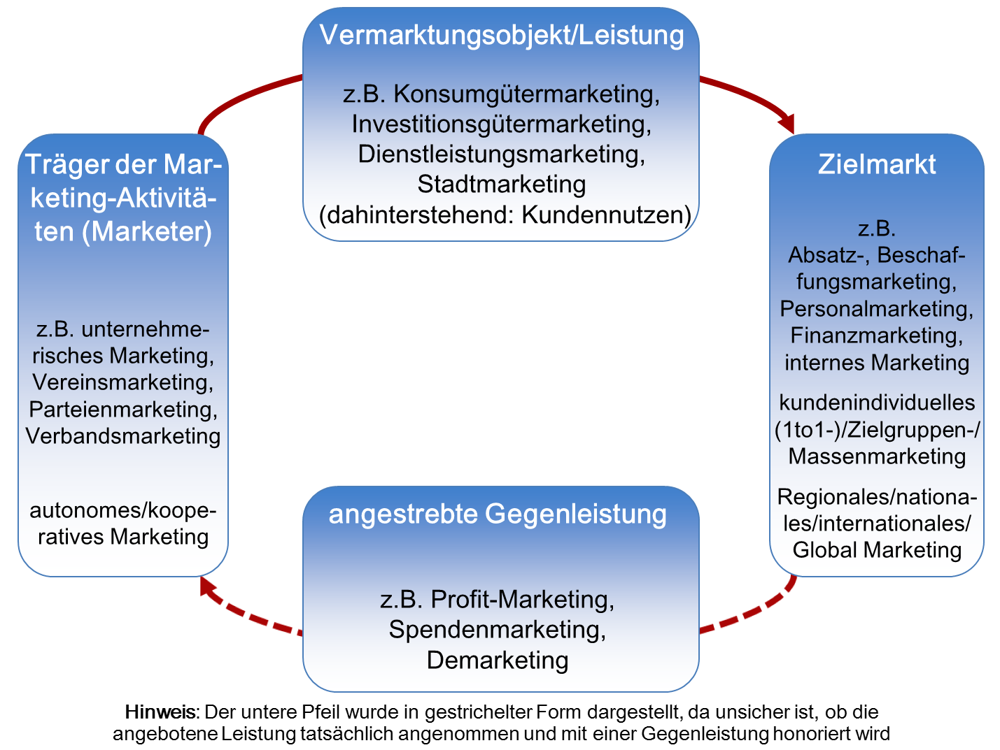 Vermarktungsobjekt/Leistung
z.B. Konsumgütermarketing,
Investitionsgütermarketing,
Dienstleistungsmarketing,
Stadtmarketing
(dahinterstehend: Kundennutzen)
Träger der Mar-
keting-Aktivitä-
ten (Marketer)
z.B. unternehme-
risches Marketing,
Vereinsmarketing,
Parteienmarketing,
Verbandsmarketing
autonomes/koope-
ratives Marketing
Zielmarkt
z.B.
Absatz-, Beschaf-
fungsmarketing,
Personalmarketing,
Finanzmarketing,
internes Marketing
kundenindividuelles
(1to1-)/Zielgruppen-/
Massenmarketing
Regionales/nationa-
les/internationales/
Global Marketing
angestrebte Gegenleistung
z.B. Profit-Marketing,
Spendenmarketing,
Demarketing
Hinweis: Der untere Pfeil wurde in gestrichelter Form dargestellt, da unsicher ist, ob die
angebotene Leistung tatsächlich angenommen und mit einer Gegenleistung honoriert wird